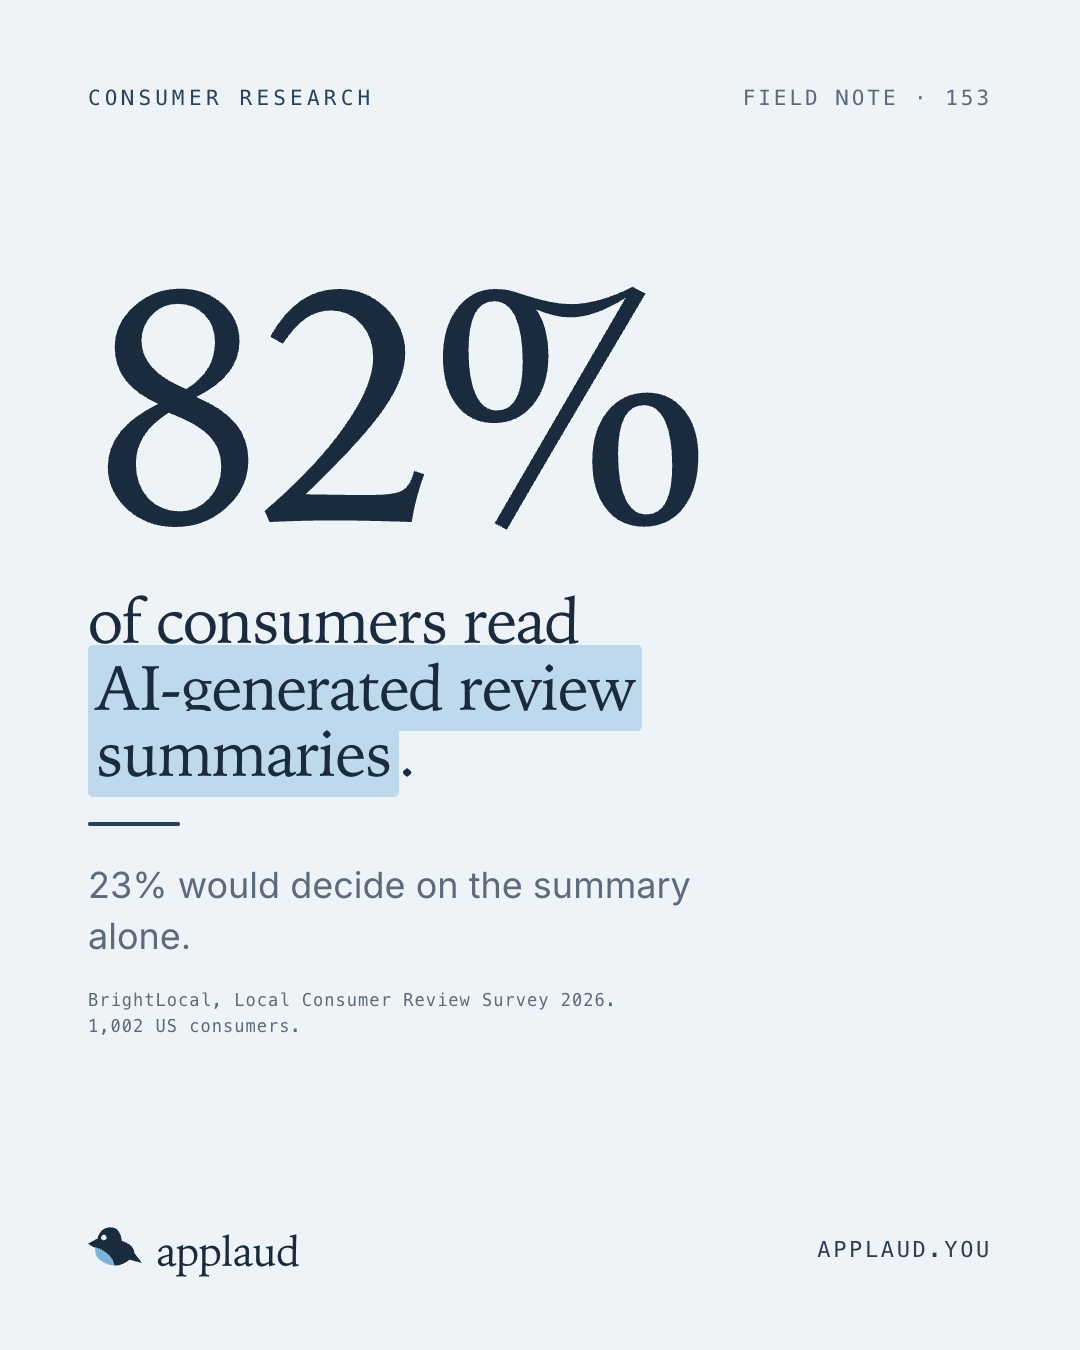 CONSUMER RESEARCH
FIELD NOTE · 153
82%
of consumers read
AI-generated review
summaries.
23% would decide on the summary
alone.
BrightLocal, Local Consumer Review Survey 2026.
1,002 US consumers.
applaud
APPLAUD.YOU